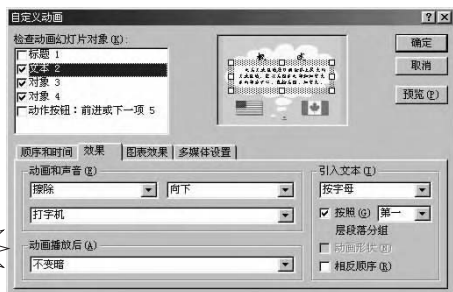 自定义动画
检查动画幻灯片对象(K):
标题 1
文本 2
对象 3
对象 4
动作按钮：前进或下一项 5
确定
取消
预览(P)
顺序和时间 效果 图表效果 多媒体设置
动画和声音(E)
擦除 向下
打字机
动画播放后(A)
不变暗
引入文本(I)
按字母
按照(G) 第一
层段落分组
相反顺序(R)